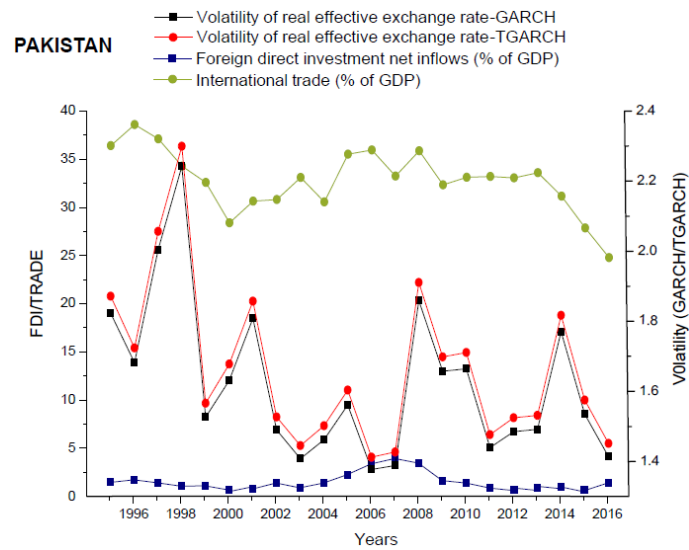 PAKISTAN
Volatility of real effective exchange rate-GARCH
Volatility of real effective exchange rate-TGARCH
Foreign direct investment net inflows (% of GDP)
International trade (% of GDP)
40
35
30
25
20
15
10
5
0
FDI/TRADE
2.4
2.2
2.0
1.8
1.6
1.4
V0latility (GARCH/TGARCH)
1996 1998 2000 2002 2004 2006 2008 2010 2012 2014 2016
Years